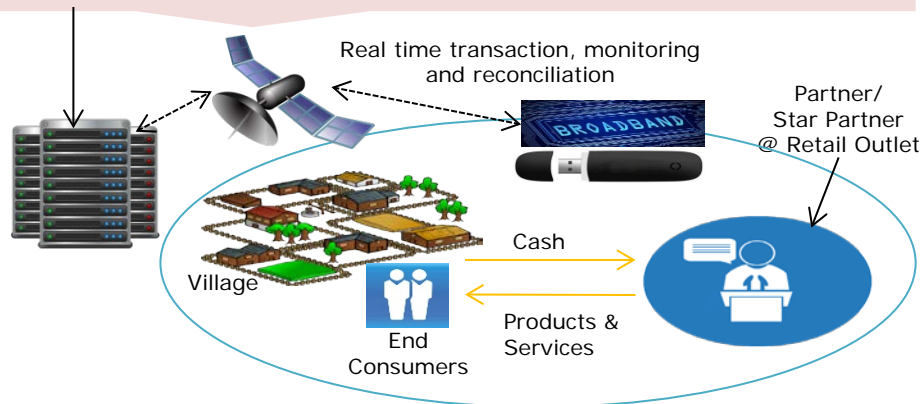 Real time transaction, monitoring
and reconciliation
BROADBAND
Partner/
Star Partner
@ Retail Outlet
Village
Cash
End
Consumers
Products &
Services